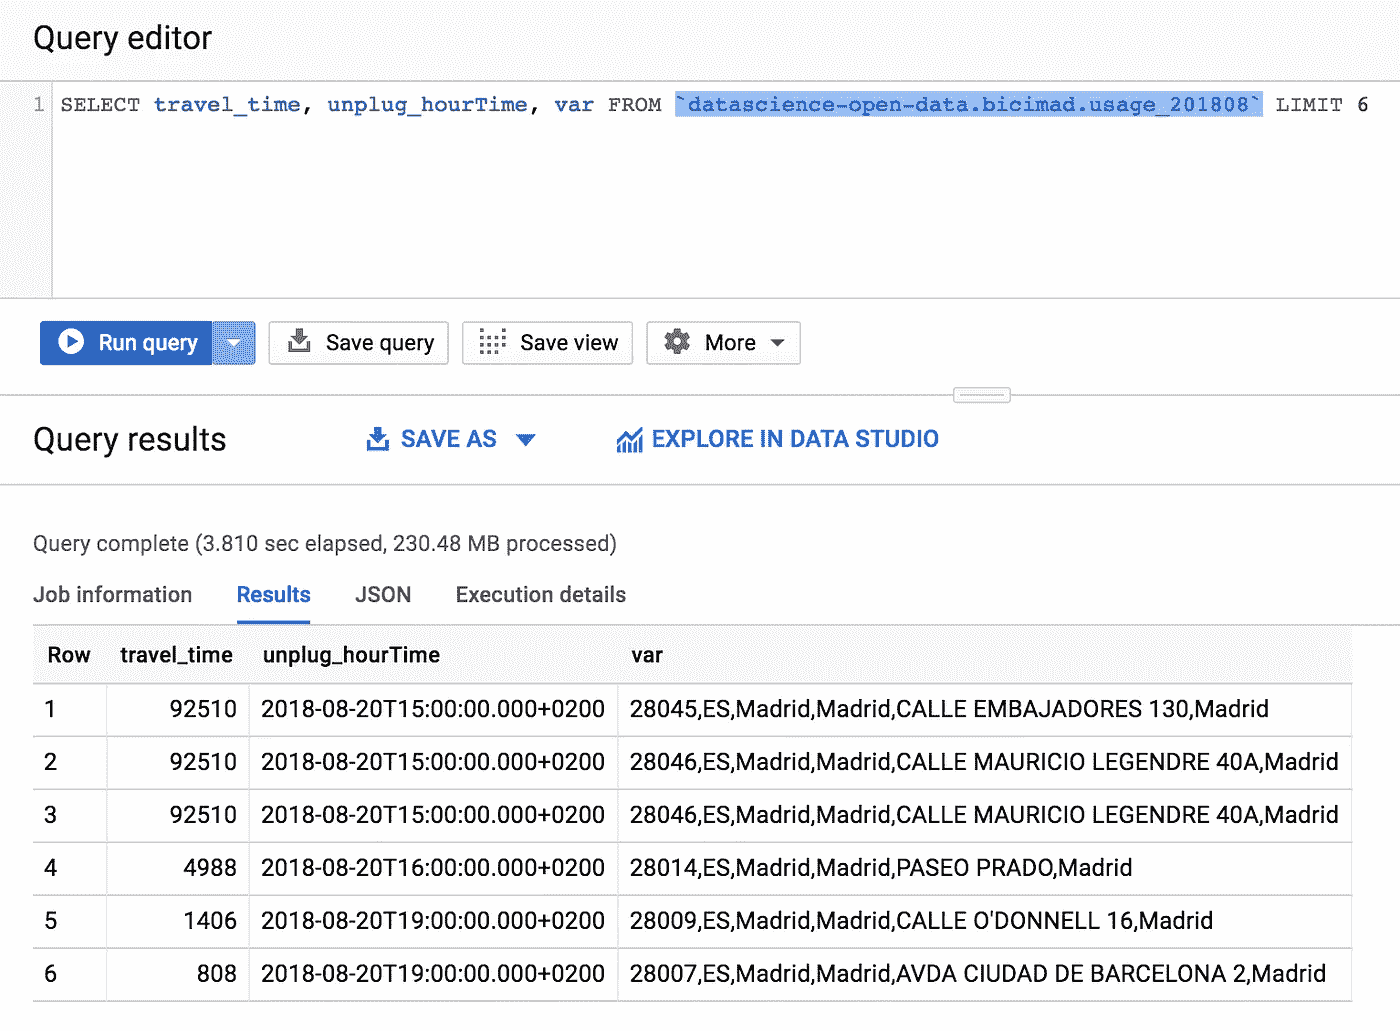 Query editor
1 SELECT travel_time, unplug_hourTime, var FROM `datascience-open-data.bicimad.usage_201808` LIMIT 6
Run query Save query Save view More
Query results SAVE AS EXPLORE IN DATA STUDIO
Query complete (3.810 sec elapsed, 230.48 MB processed)
Job information Results JSON Execution details
Row travel_time unplug_hourTime var
1 92510 2018-08-20T15:00:00.000+0200 28045,ES,Madrid,Madrid,CALLE EMBAJADORES 130,Madrid
2 92510 2018-08-20T15:00:00.000+0200 28046,ES,Madrid,Madrid,CALLE MAURICIO LEGENDRE 40A,Madrid
3 92510 2018-08-20T15:00:00.000+0200 28046,ES,Madrid,Madrid,CALLE MAURICIO LEGENDRE 40A,Madrid
4 4988 2018-08-20T16:00:00.000+0200 28014,ES,Madrid,Madrid,PASEO PRADO,Madrid
5 1406 2018-08-20T19:00:00.000+0200 28009,ES,Madrid,Madrid,CALLE O'DONNELL 16,Madrid
6 808 2018-08-20T19:00:00.000+0200 28007,ES,Madrid,Madrid,AVDA CIUDAD DE BARCELONA 2,Madrid